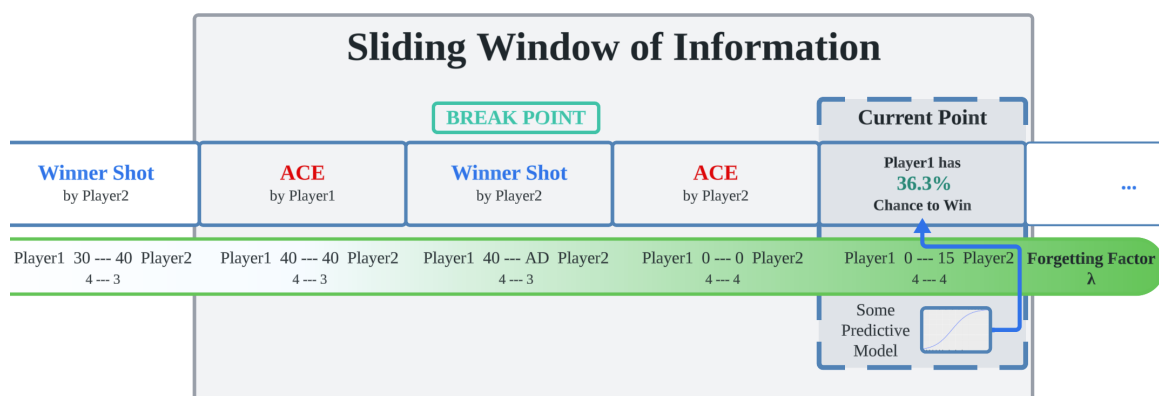 Sliding Window of Information
BREAK POINT
Current Point
Winner Shot
by Player2
ACE
by Player1
Winner Shot
by Player2
ACE
by Player2
Player1 has
36.3%
Chance to Win
...
Player1 30 --- 40 Player2
4 --- 3
Player1 40 --- 40 Player2
4 --- 3
Player1 40 --- AD Player2
4 --- 3
Player1 0 --- 0 Player2
4 --- 4
Player1 0 --- 15 Player2
4 --- 4
Forgetting Factor
λ
Some
Predictive
Model